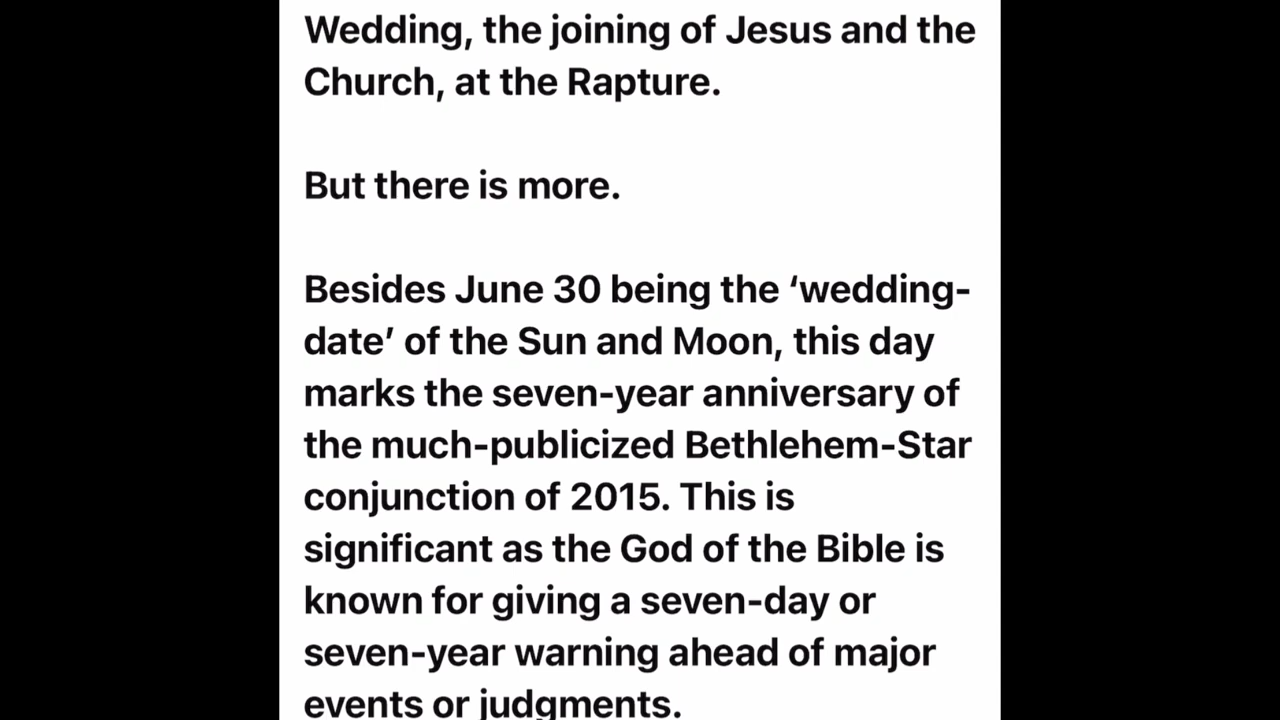 Wedding, the joining of Jesus and the
Church, at the Rapture.
But there is more.
Besides June 30 being the ‘wedding-
date’ of the Sun and Moon, this day
marks the seven-year anniversary of
the much-publicized Bethlehem-Star
conjunction of 2015. This is
significant as the God of the Bible is
known for giving a seven-day or
seven-year warning ahead of major
events or judgments.